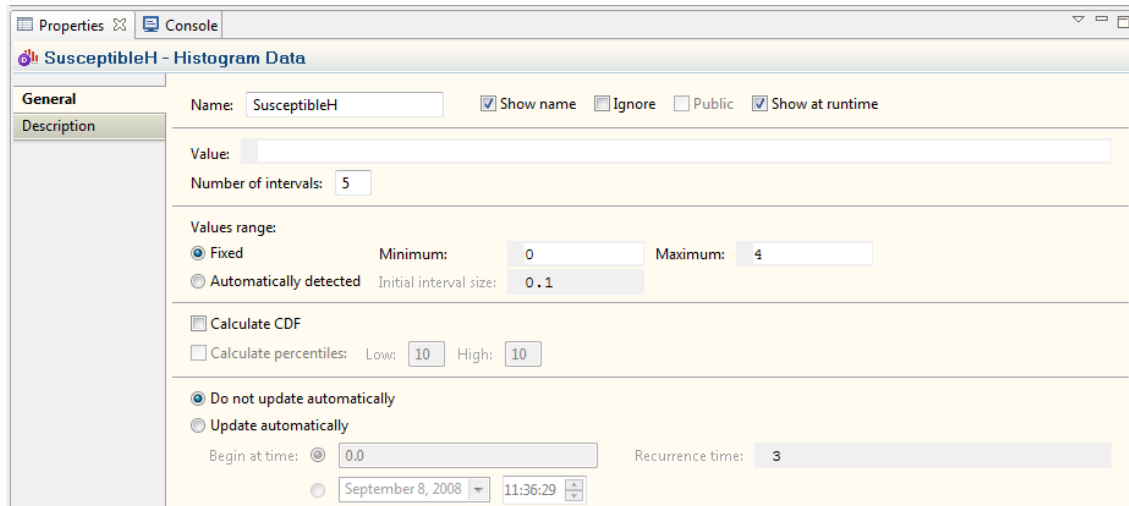 Properties Console
SusceptibleH - Histogram Data
General
Description
Name: SusceptibleH Show name Ignore Public Show at runtime
Value:
Number of intervals: 5
Values range:
Fixed Minimum: 0 Maximum: 4
Automatically detected Initial interval size: 0.1
Calculate CDF
Calculate percentiles: Low: 10 High: 10
Do not update automatically
Update automatically
Begin at time: 0.0 Recurrence time: 3
September 8, 2008 11:36:29